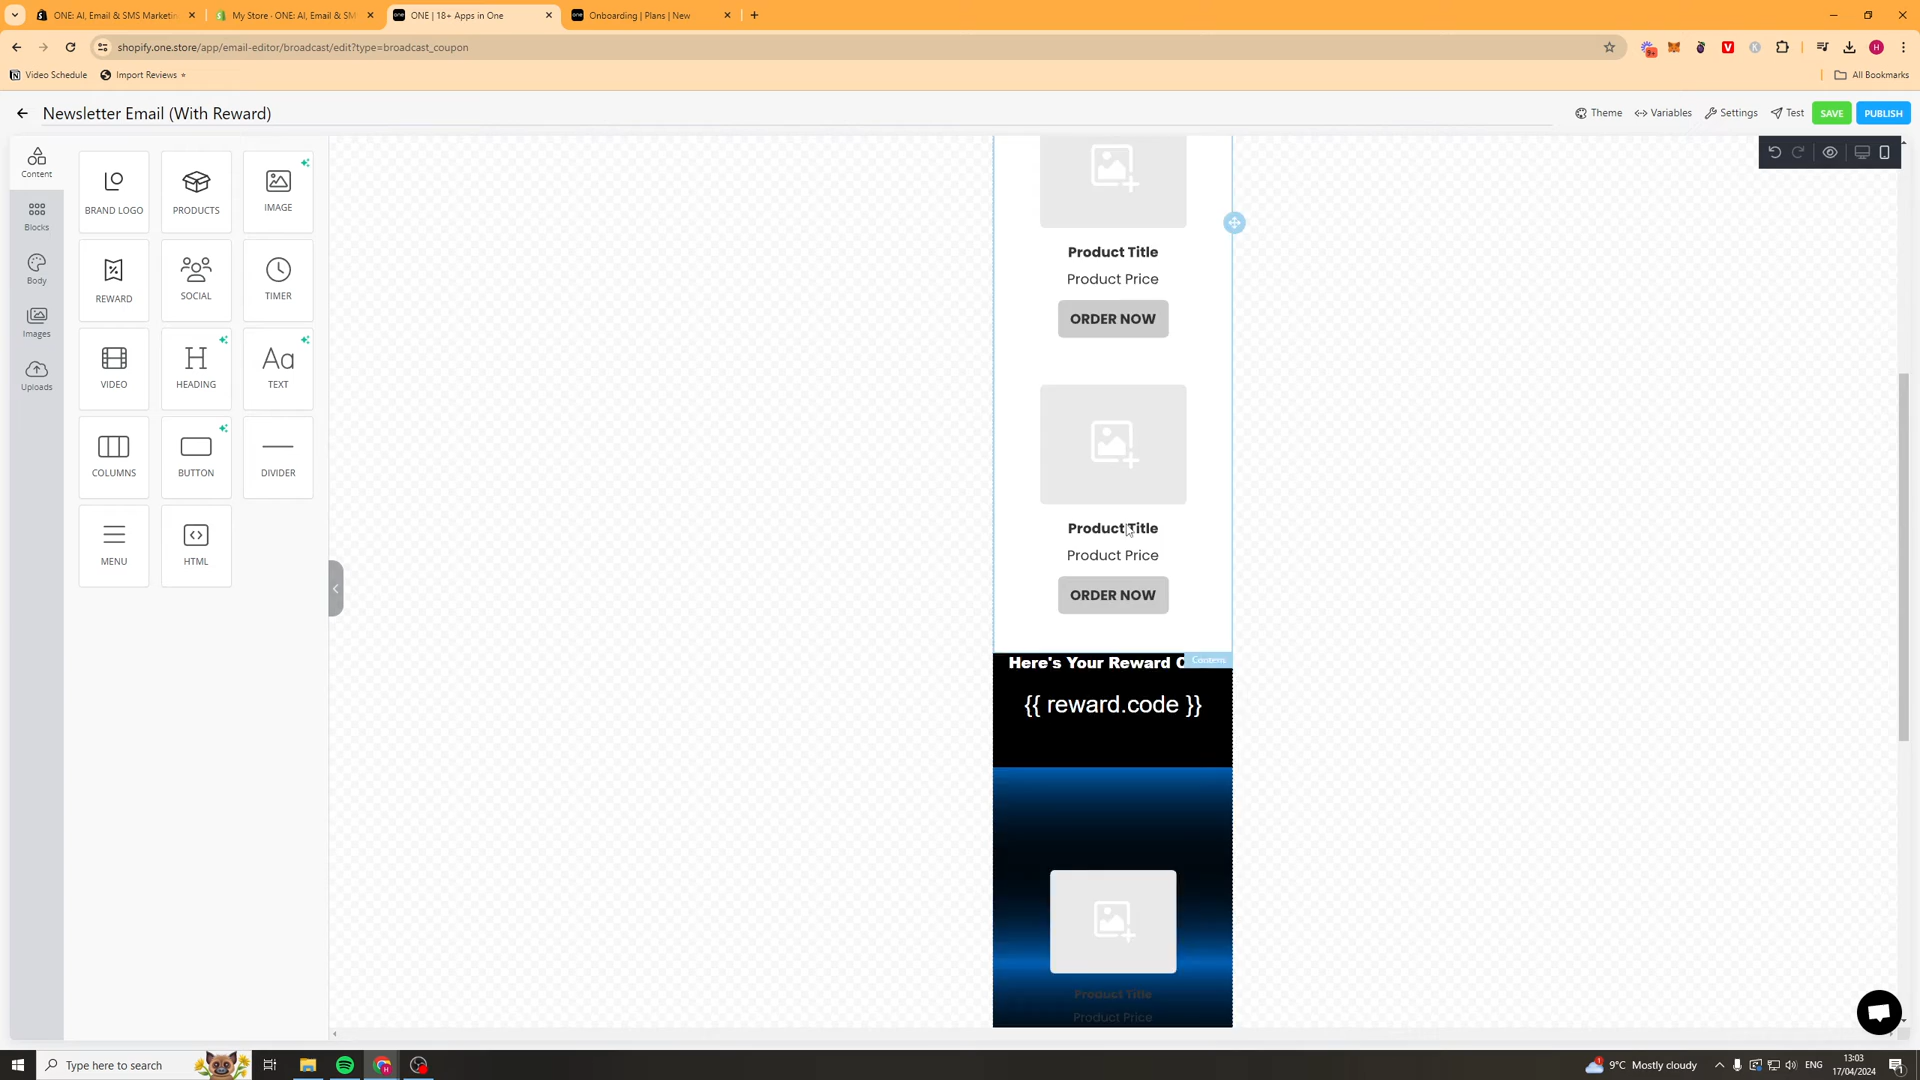 ONE: AI, Email & SMS Marketin
My Store - ONE: AI, Email & SM
ONE | 18+ Apps in One
Onboarding | Plans | New
shopify.one.store/app/email-editor/broadcast/edit?type=broadcast_coupon
9+
V
K
H
Video Schedule
Import Reviews
All Bookmarks
Newsletter Email (With Reward)
Theme
Variables
Settings
Test
SAVE
PUBLISH
Content
Blocks
Body
Images
Uploads
BRAND LOGO
PRODUCTS
IMAGE
REWARD
SOCIAL
TIMER
VIDEO
HEADING
TEXT
COLUMNS
BUTTON
DIVIDER
MENU
HTML
Product Title
Product Price
ORDER NOW
Product Title
Product Price
ORDER NOW
Here's Your Reward C
Content
{{ reward.code }}
Product Title
Product Price
Type here to search
1
9°C Mostly cloudy
ENG
13:03
17/04/2024